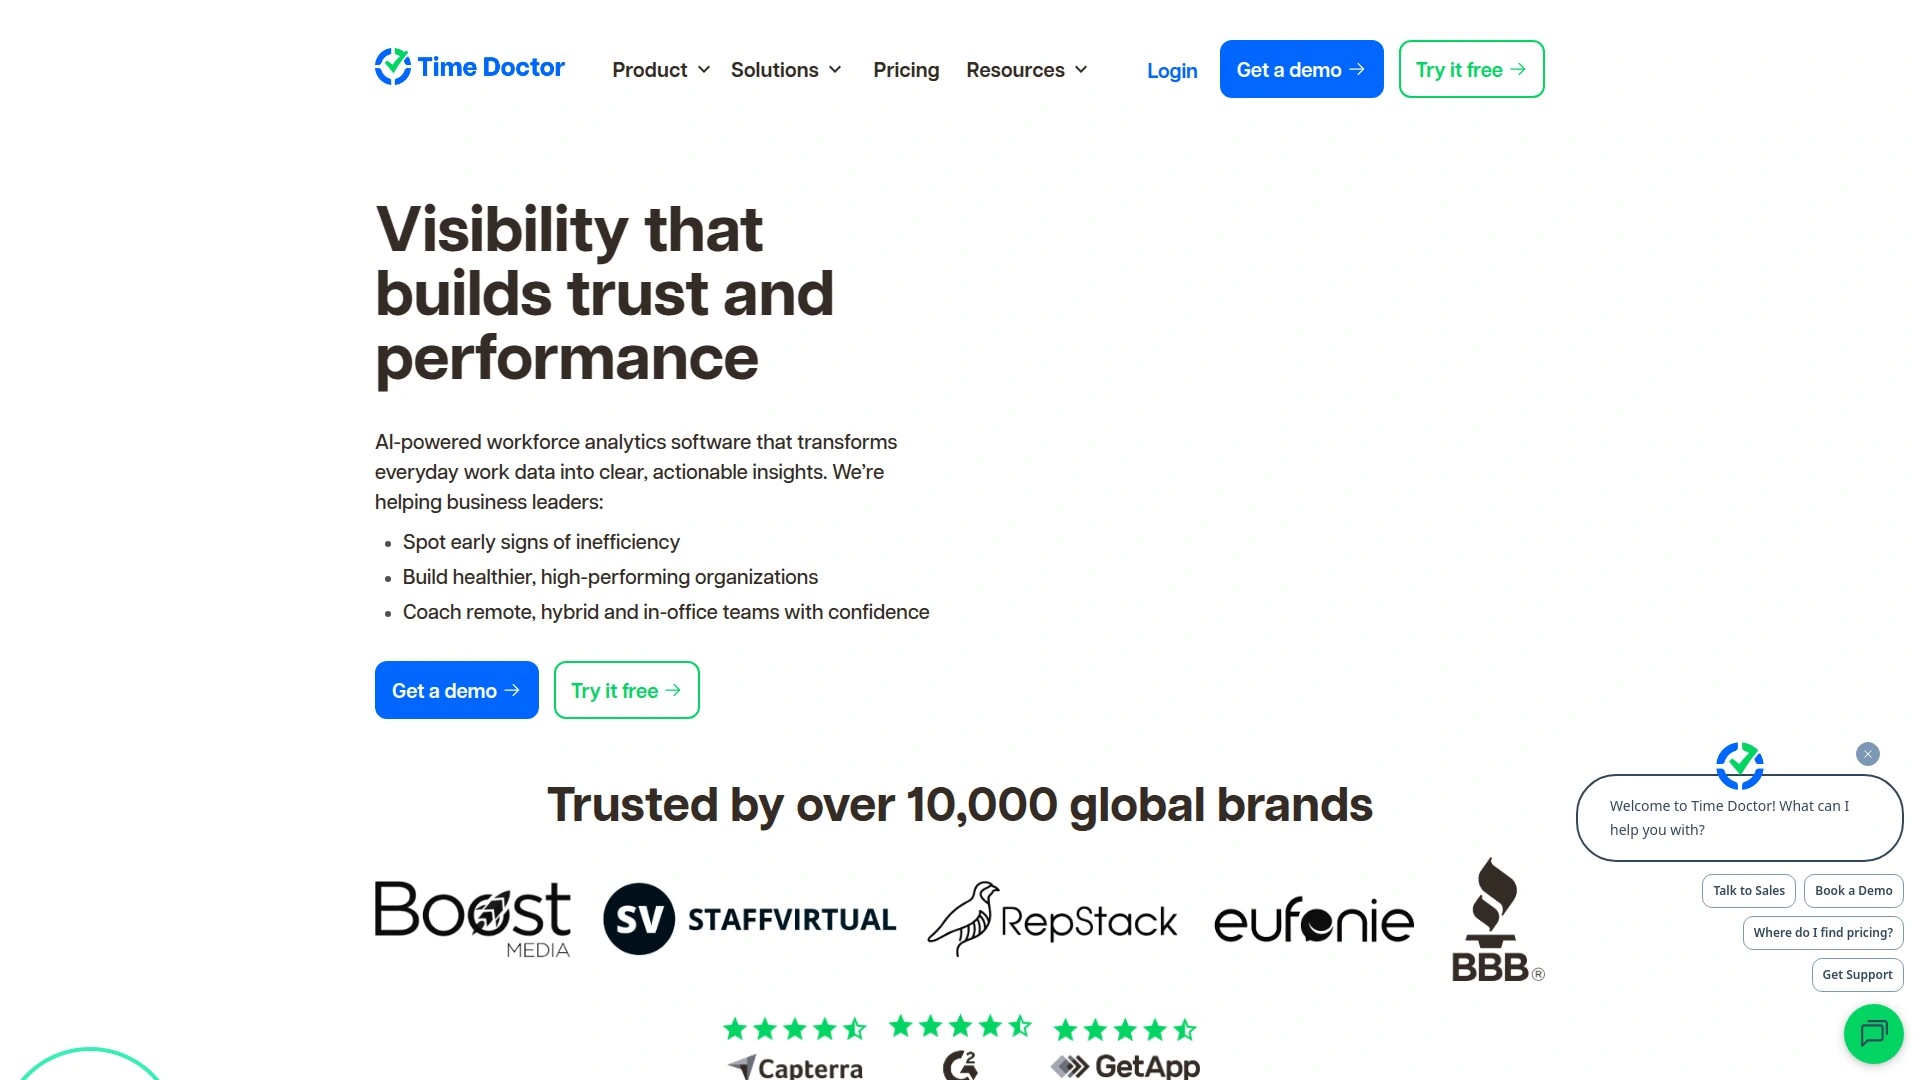 Time Doctor
Product
Solutions
Pricing
Resources
Login
Get a demo
Try it free
Visibility that
builds trust and
performance
AI-powered workforce analytics software that transforms
everyday work data into clear, actionable insights. We’re
helping business leaders:
Spot early signs of inefficiency
Build healthier, high-performing organizations
Coach remote, hybrid and in-office teams with confidence
Get a demo
Try it free
Trusted by over 10,000 global brands
Boost
MEDIA
SV STAFFVIRTUAL
RepStack
eufonie
BBB®
Capterra
G2
GetApp
Welcome to Time Doctor! What can I
help you with?
Talk to Sales
Book a Demo
Where do I find pricing?
Get Support